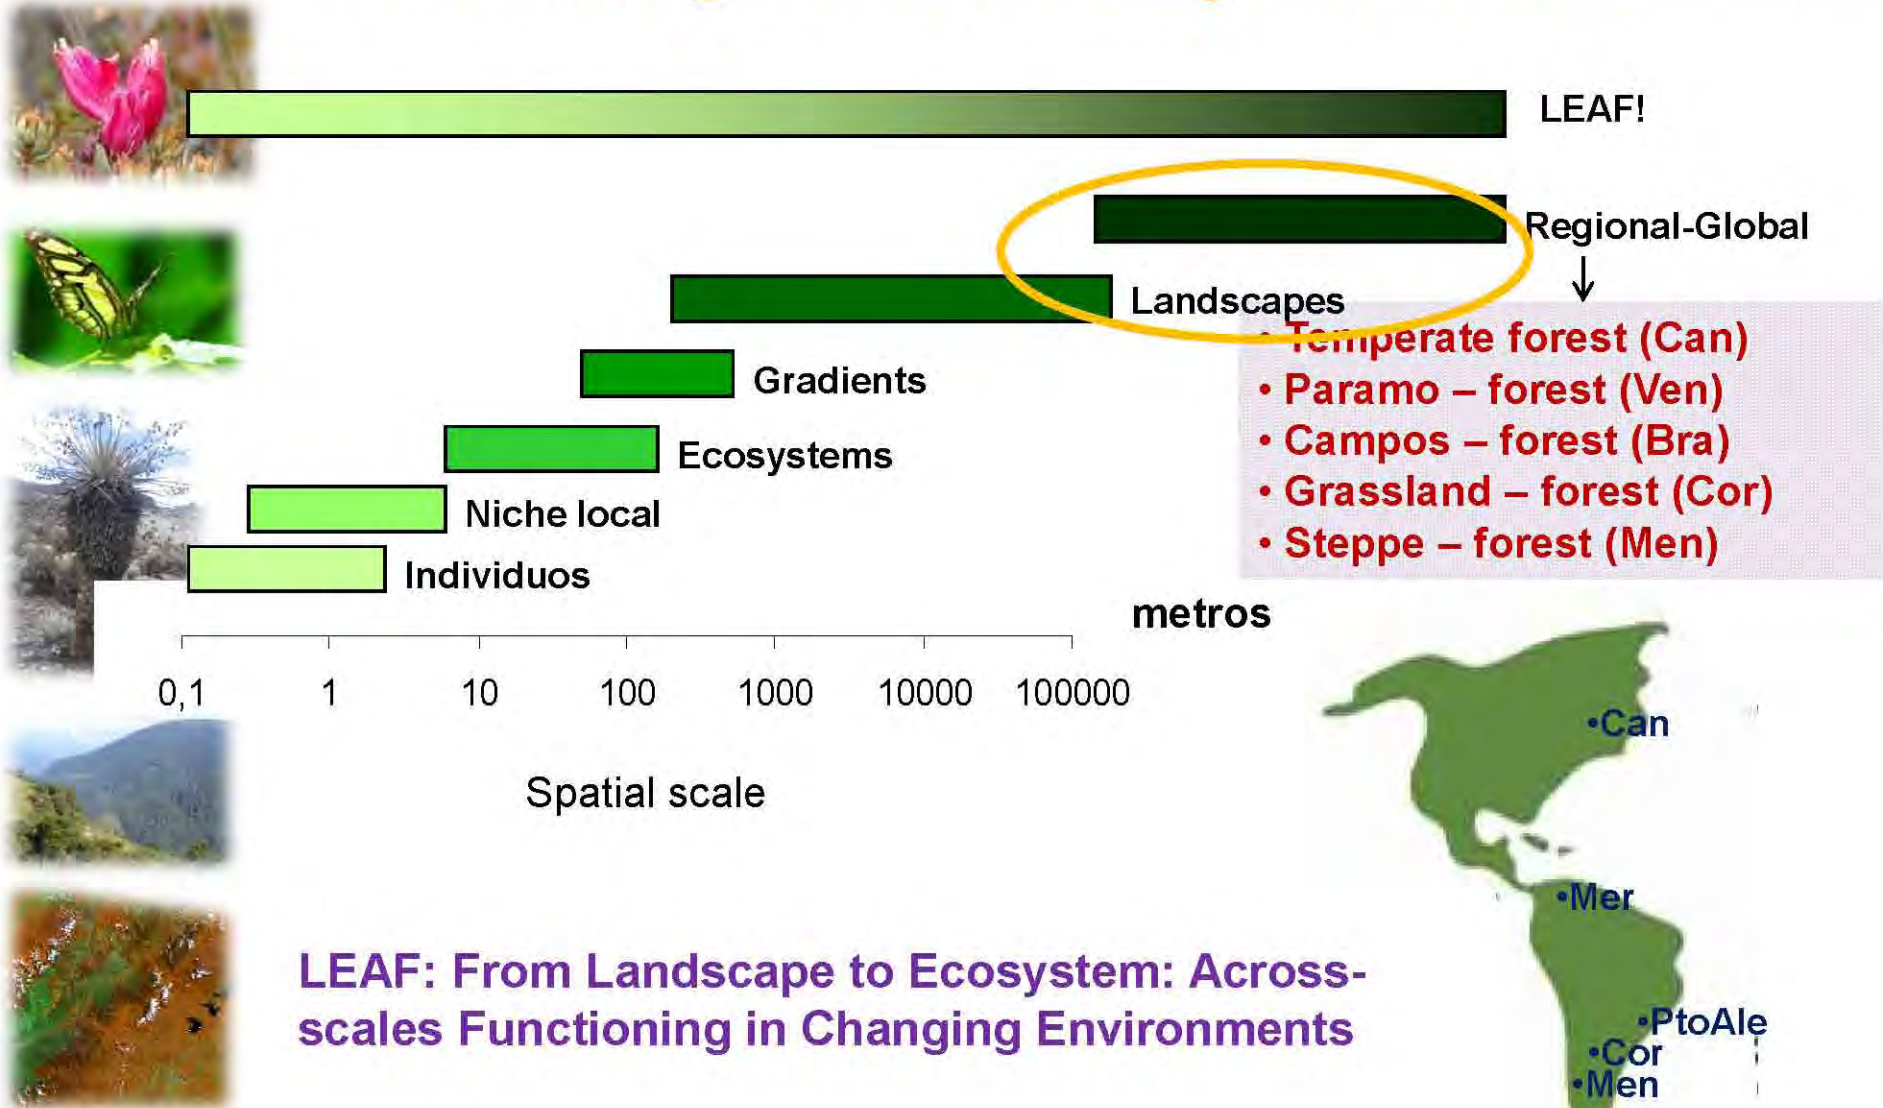 LEAF!
Regional-Global
Landscapes
• Temperate forest (Can)
• Paramo – forest (Ven)
• Campos – forest (Bra)
• Grassland – forest (Cor)
• Steppe – forest (Men)
Gradients
Ecosystems
Niche local
Individuos
metros
0,1 1 10 100 1000 10000 100000
Spatial scale
•Can
•Mer
•PtoAle
•Cor
•Men
LEAF: From Landscape to Ecosystem: Across-
scales Functioning in Changing Environments